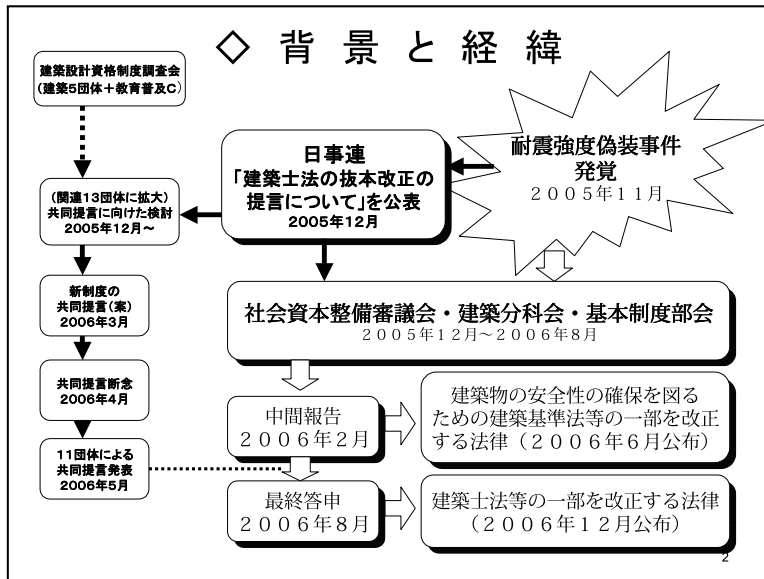 ◇ 背 景 と 経 緯
建築設計資格制度調査会
(建築5団体＋教育普及C)
耐震強度偽装事件
発覚
２００５年１１月
日事連
「建築士法の抜本改正の
提言について」を公表
2005年12月
(関連13団体に拡大)
共同提言に向けた検討
2005年12月～
社会資本整備審議会・建築分科会・基本制度部会
２００５年１２月～２００６年８月
新制度の
共同提言(案)
2006年3月
共同提言断念
2006年4月
中間報告
２００６年２月
建築物の安全性の確保を図る
ための建築基準法等の一部を改正
する法律（２００６年６月公布）
11団体による
共同提言発表
2006年5月
最終答申
２００６年８月
建築士法等の一部を改正する法律
（２００６年１２月公布）
2